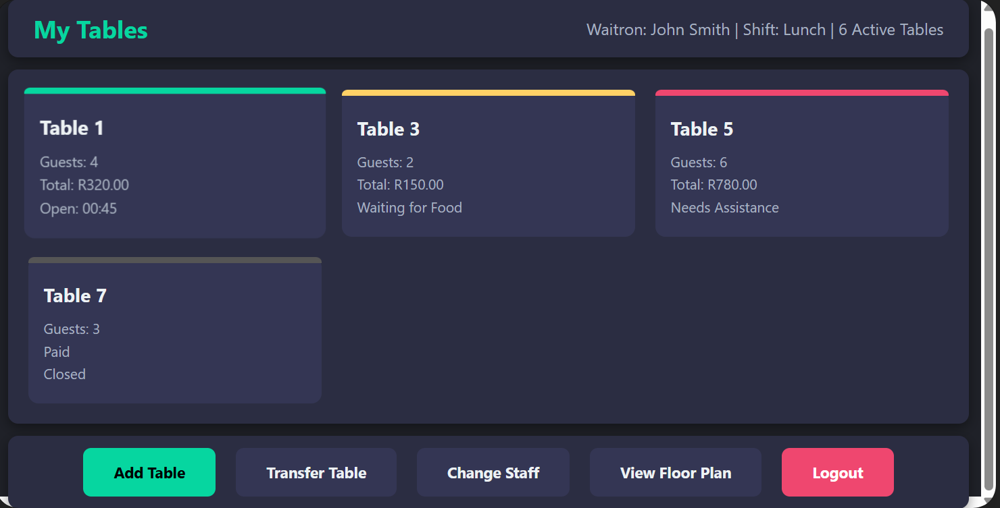 My Tables
Waitron: John Smith | Shift: Lunch | 6 Active Tables
Table 1
Guests: 4
Total: R320.00
Open: 00:45
Table 3
Guests: 2
Total: R150.00
Waiting for Food
Table 5
Guests: 6
Total: R780.00
Needs Assistance
Table 7
Guests: 3
Paid
Closed
Add Table
Transfer Table
Change Staff
View Floor Plan
Logout